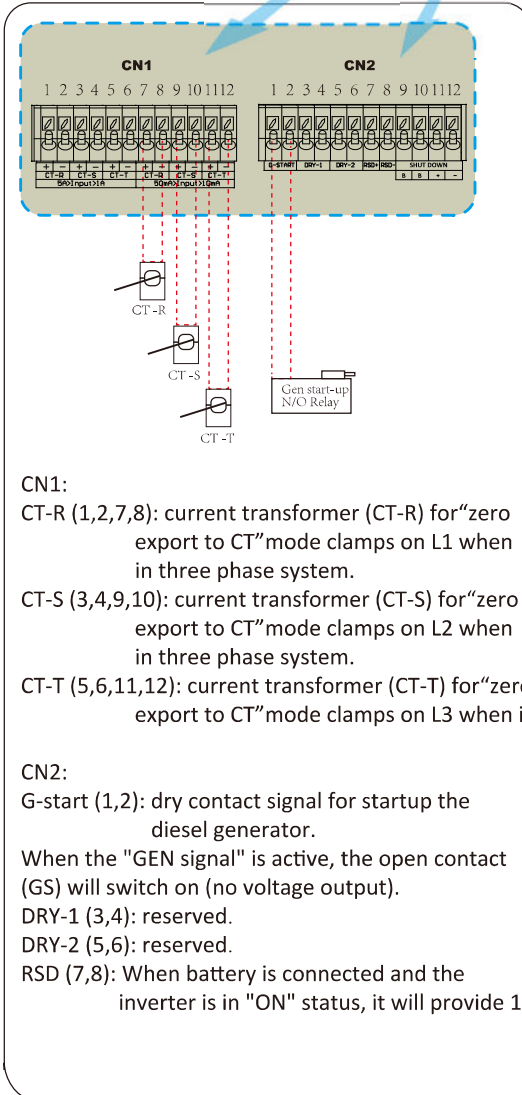 CN1 CN2
1 2 3 4 5 6 7 8 9 10 11 12 1 2 3 4 5 6 7 8 9 10 11 12
+ - + - + - + - + - + - G-START DRY-1 DRY-2 RSD+ RSD- SHUT DOWN
CT-R CT-S CT-T CT-R CT-S CT-T B B + -
5A>Input>1A 50mA>Input>10mA
CT -R
CT -S
CT -T
Gen start-up
N/O Relay
CN1:
CT-R (1,2,7,8): current transformer (CT-R) for“zero
export to CT”mode clamps on L1 when
in three phase system.
CT-S (3,4,9,10): current transformer (CT-S) for“zero
export to CT”mode clamps on L2 when
in three phase system.
CT-T (5,6,11,12): current transformer (CT-T) for“zero
export to CT”mode clamps on L3 when i
CN2:
G-start (1,2): dry contact signal for startup the
diesel generator.
When the "GEN signal" is active, the open contact
(GS) will switch on (no voltage output).
DRY-1 (3,4): reserved.
DRY-2 (5,6): reserved.
RSD (7,8): When battery is connected and the
inverter is in "ON" status, it will provide 1